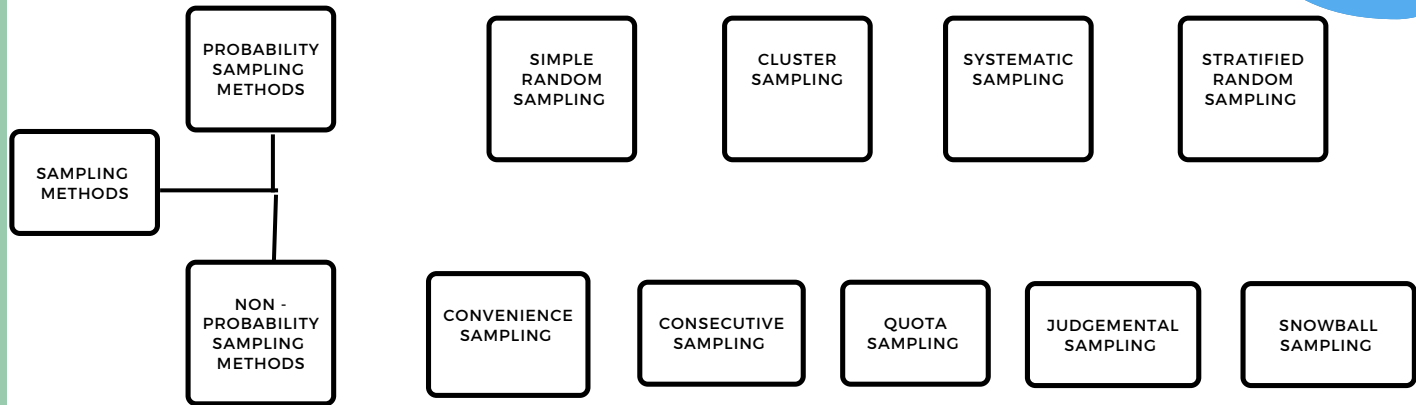 PROBABILITY
SAMPLING
METHODS
SIMPLE
RANDOM
SAMPLING
CLUSTER
SAMPLING
SYSTEMATIC
SAMPLING
STRATIFIED
RANDOM
SAMPLING
SAMPLING
METHODS
NON -
PROBABILITY
SAMPLING
METHODS
CONVENIENCE
SAMPLING
CONSECUTIVE
SAMPLING
QUOTA
SAMPLING
JUDGEMENTAL
SAMPLING
SNOWBALL
SAMPLING